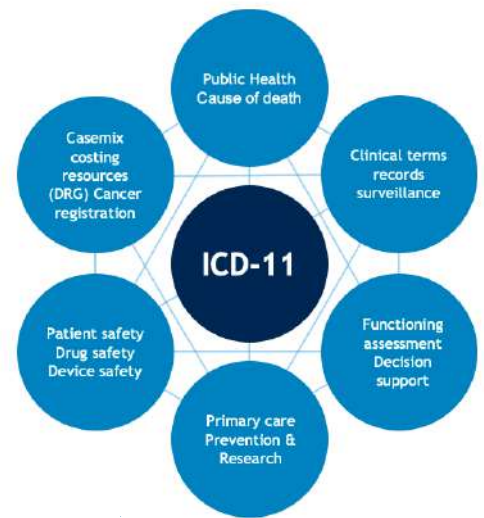 Public Health
Cause of death
Casemix
costing
resources
(DRG) Cancer
registration
Clinical terms
records
surveillance
ICD-11
Patient safety
Drug safety
Device safety
Functioning
assessment
Decision
support
Primary care
Prevention &
Research